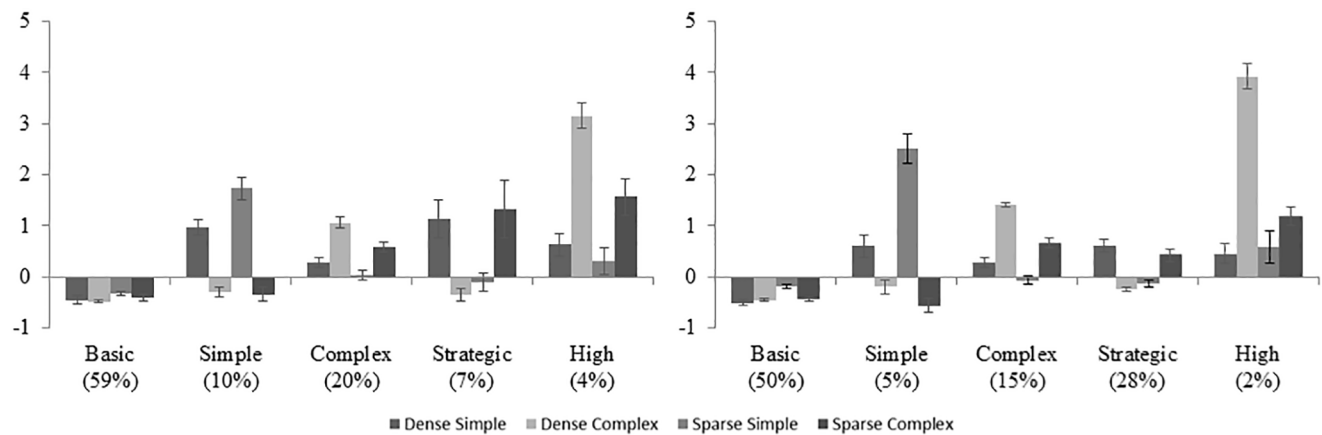 5
4
3
2
1
0
-1
Basic Simple Complex Strategic High
(59%) (10%) (20%) (7%) (4%)
5
4
3
2
1
0
-1
Basic Simple Complex Strategic High
(50%) (5%) (15%) (28%) (2%)
Dense Simple Dense Complex Sparse Simple Sparse Complex